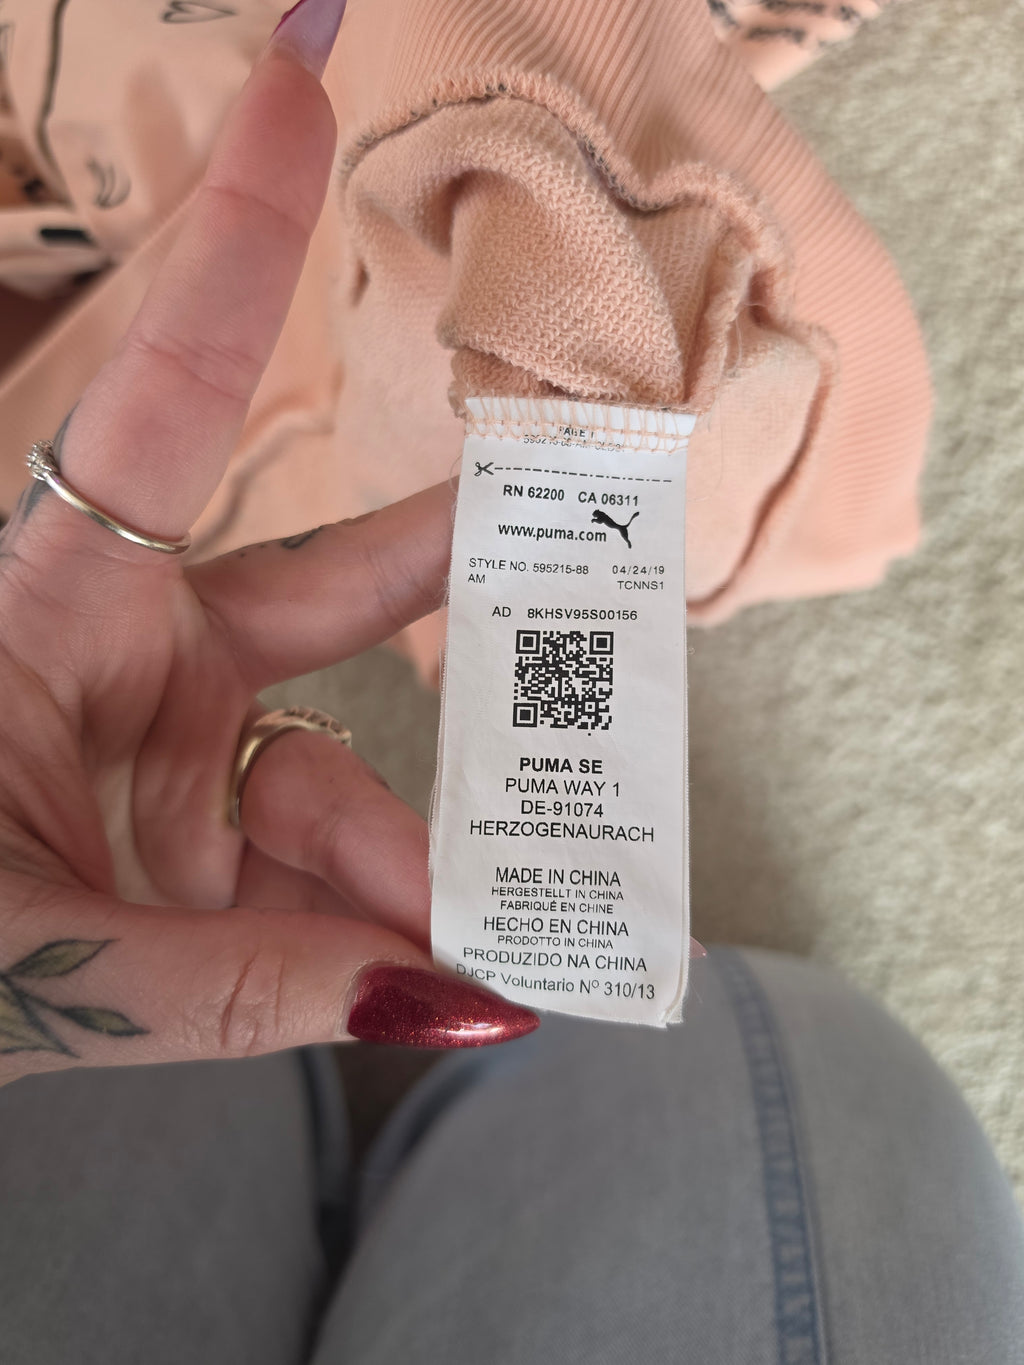 PAGE 1
RN 62200 CA 06311
www.puma.com
STYLE NO. 595215-88 04/24/19
AM TCNNS1
AD 8KHSV95S00156
PUMA SE
PUMA WAY 1
DE-91074
HERZOGENAURACH
MADE IN CHINA
HERGESTELLT IN CHINA
FABRIQUÉ EN CHINE
HECHO EN CHINA
PRODOTTO IN CHINA
PRODUZIDO NA CHINA
DJCP Voluntario Nº 310/13